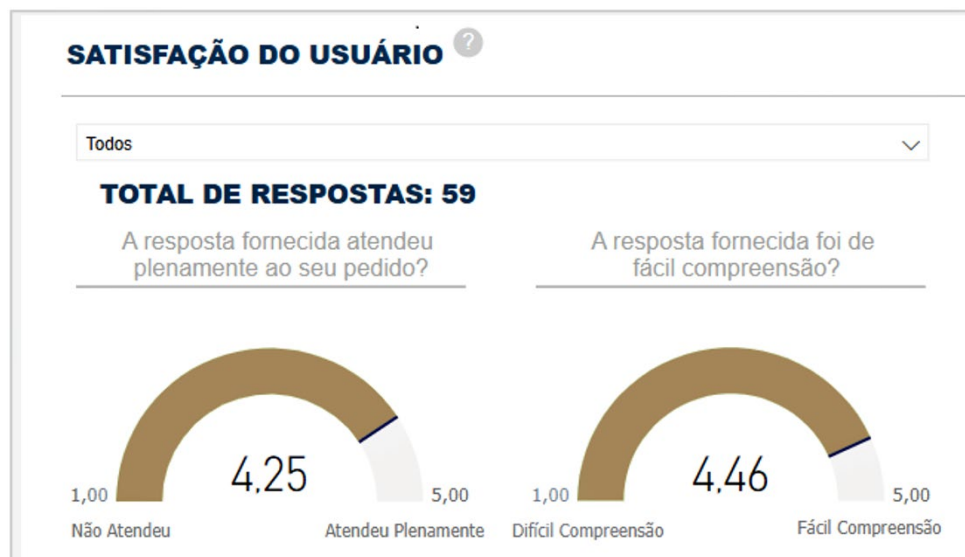 SATISFAÇÃO DO USUÁRIO ?
Todos
TOTAL DE RESPOSTAS: 59
A resposta fornecida atendeu
plenamente ao seu pedido?
A resposta fornecida foi de
fácil compreensão?
4,25
1,00
5,00
Não Atendeu
Atendeu Plenamente
4,46
1,00
5,00
Difícil Compreensão
Fácil Compreensão